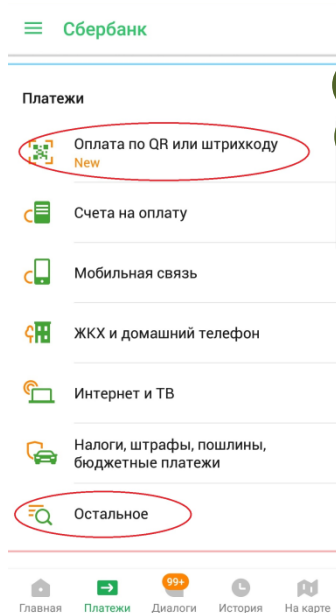 Сбербанк
Платежи
Оплата по QR или штрихкоду
New
Счета на оплату
Мобильная связь
ЖКХ и домашний телефон
Интернет и ТВ
Налоги, штрафы, пошлины,
бюджетные платежи
Остальное
99+
Главная Платежи Диалоги История На карте